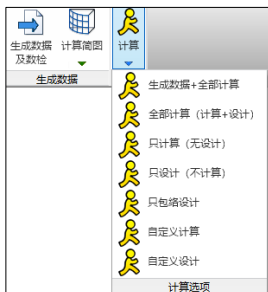 生成数据
及数检
计算简图
计算
生成数据
生成数据+全部计算
全部计算（计算+设计）
只计算（无设计）
只设计（不计算）
只包络设计
自定义计算
自定义设计
计算选项